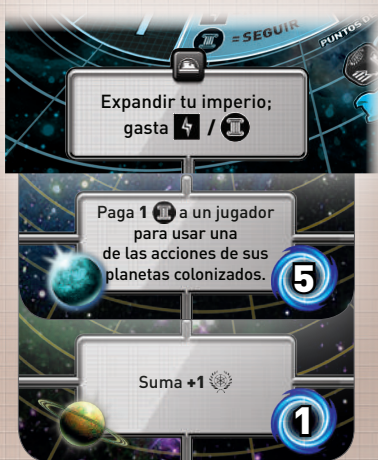 = SEGUIR
PUNTOS D
Expandir tu imperio;
gasta /
Paga 1 a un jugador
para usar una
de las acciones de sus
planetas colonizados.
5
Suma +1
1